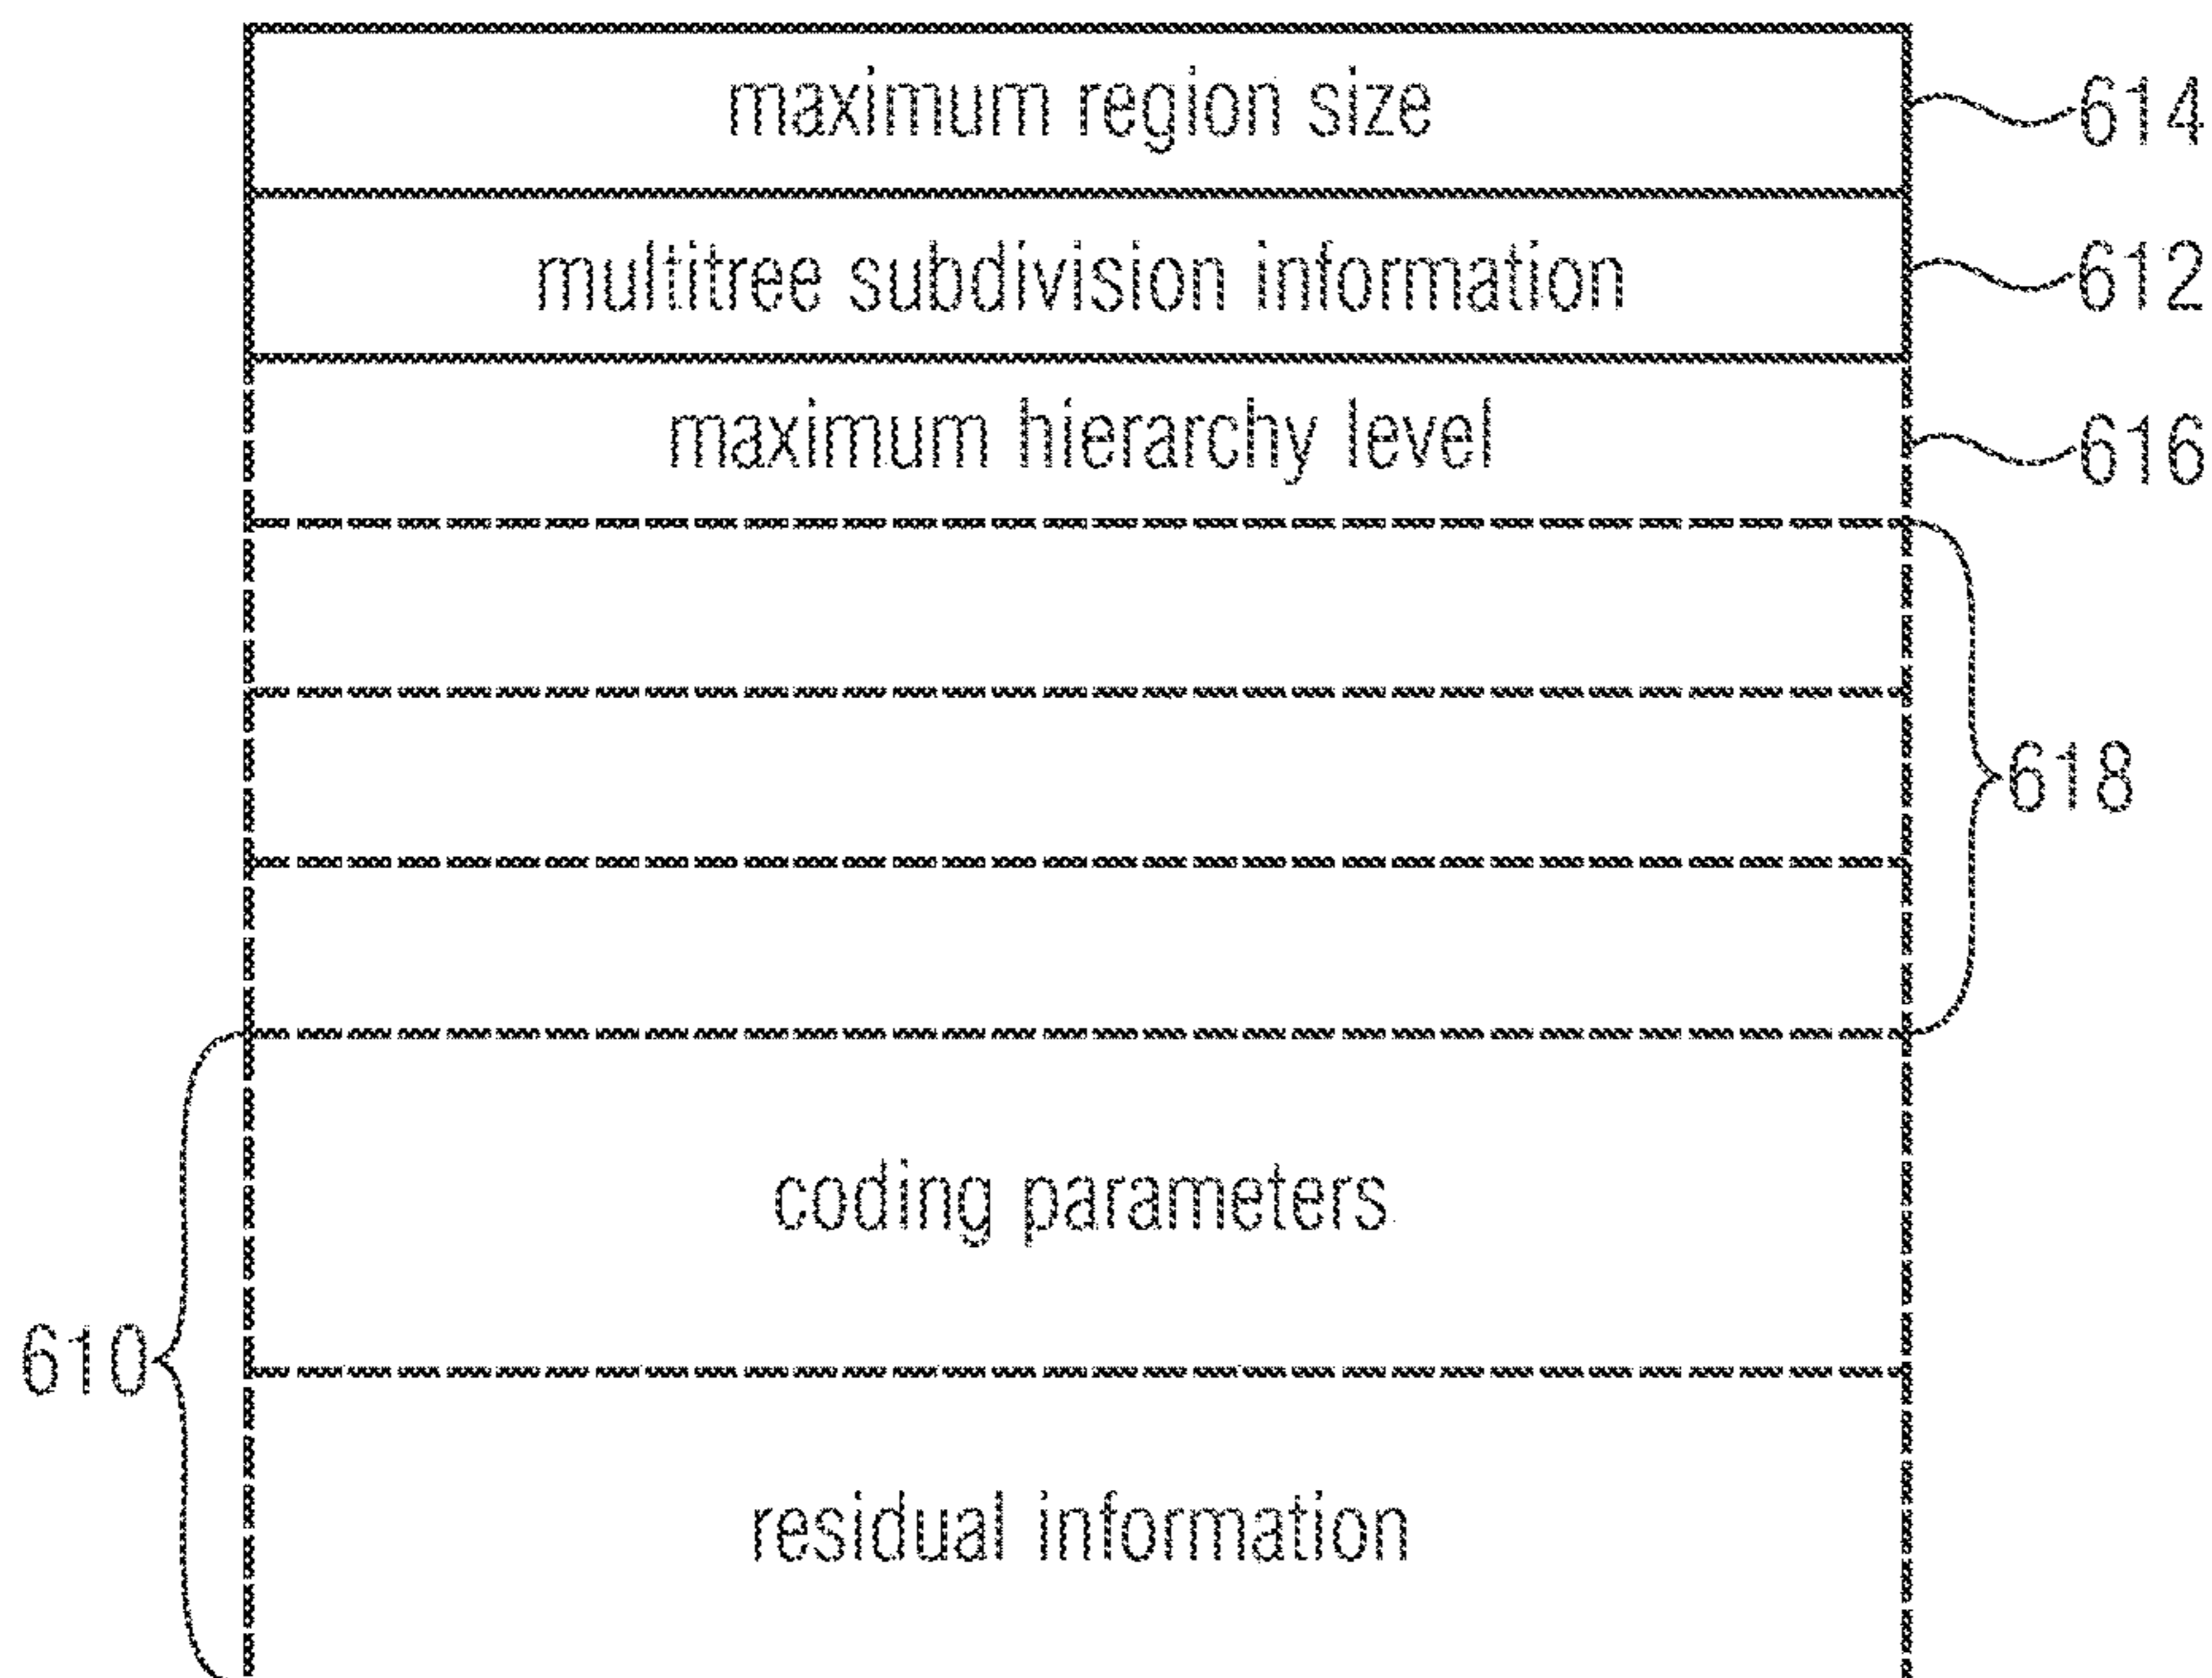 maximum region size 614
multitree subdivision information 612
maximum hierarchy level 616
618
coding parameters
610
residual information